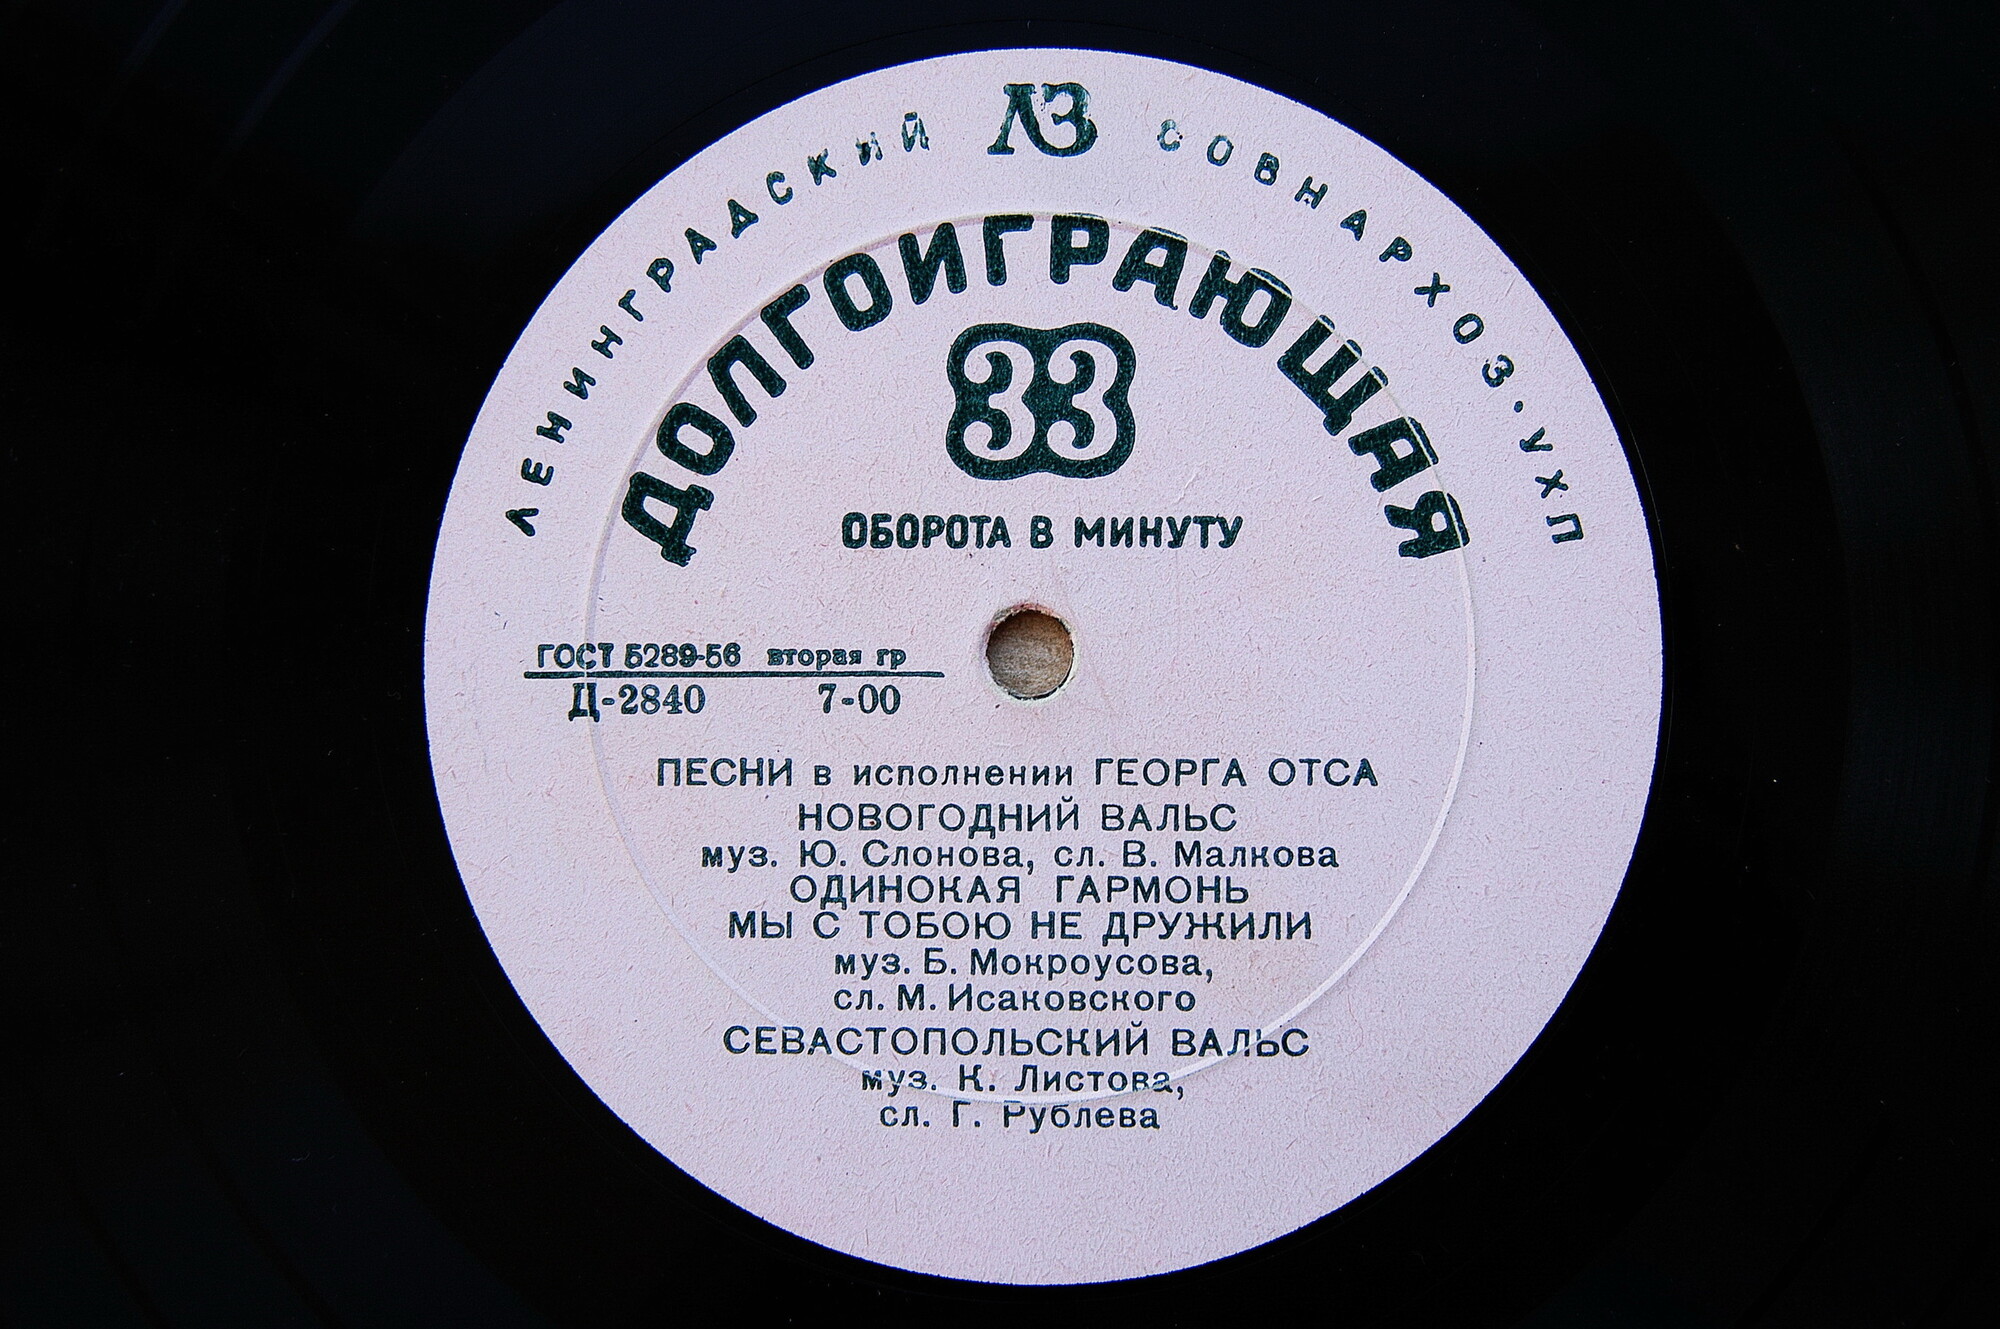 ЛЕНИНГРАДСКИЙ ЛЗ СОВНАРХОЗ·УХП
ДОЛГОИГРАЮЩАЯ
33
ОБОРОТА В МИНУТУ
ГОСТ 5289-56 вторая гр
Д-2840 7-00
ПЕСНИ в исполнении ГЕОРГА ОТСА
НОВОГОДНИЙ ВАЛЬС
муз. Ю. Слонова, сл. В. Малкова
ОДИНОКАЯ ГАРМОНЬ
МЫ С ТОБОЮ НЕ ДРУЖИЛИ
муз. Б. Мокроусова,
сл. М. Исаковского
СЕВАСТОПОЛЬСКИЙ ВАЛЬС
муз. К. Листова,
сл. Г. Рублева